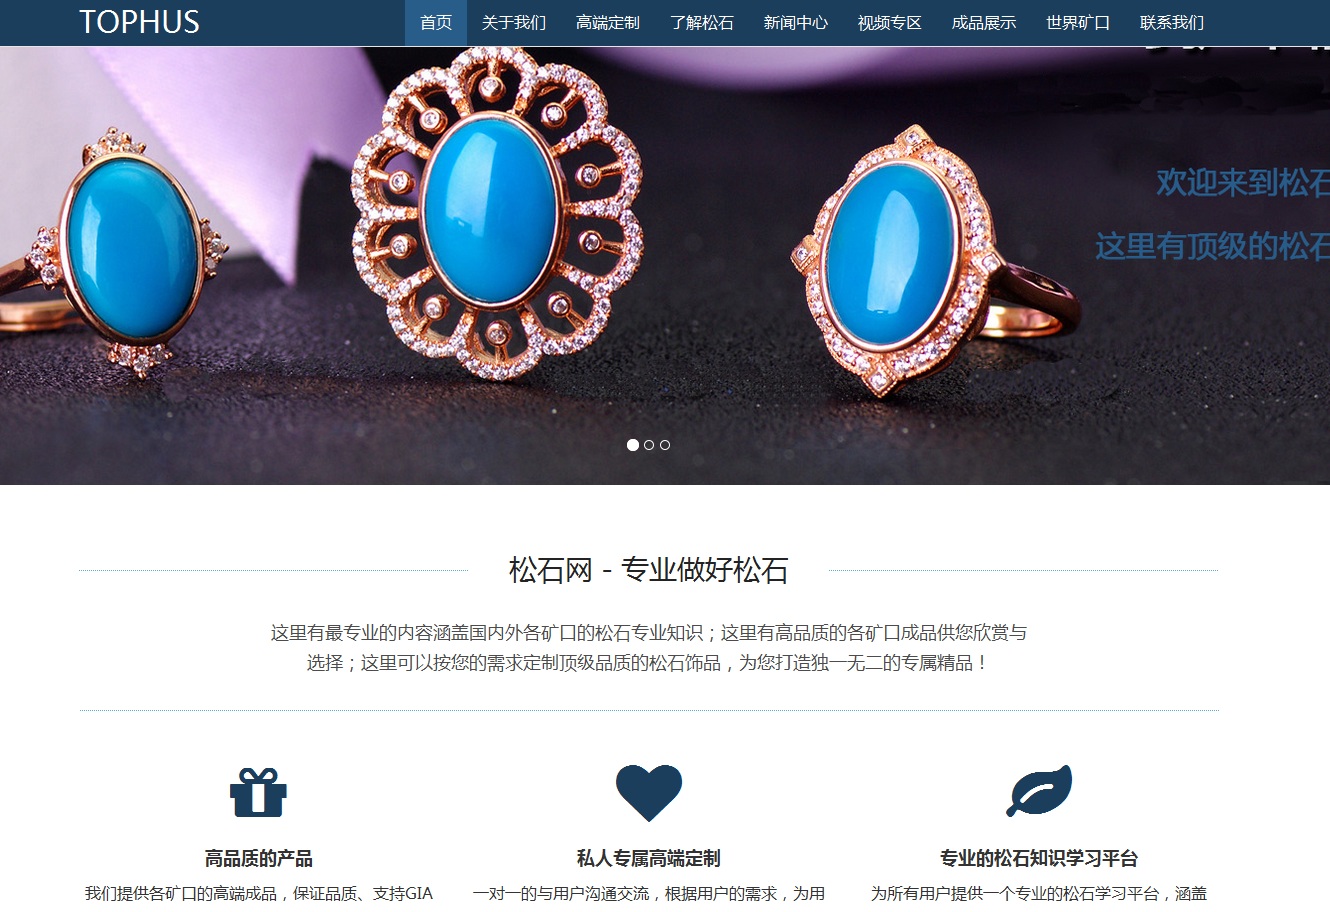 TOPHUS
首页 关于我们 高端定制 了解松石 新闻中心 视频专区 成品展示 世界矿口 联系我们
欢迎来到松石
这里有顶级的松石
松石网 - 专业做好松石
这里有最专业的内容涵盖国内外各矿口的松石专业知识；这里有高品质的各矿口成品供您欣赏与
选择；这里可以按您的需求定制顶级品质的松石饰品，为您打造独一无二的专属精品！
高品质的产品 私人专属高端定制 专业的松石知识学习平台
我们提供各矿口的高端成品，保证品质、支持GIA 一对一的与用户沟通交流，根据用户的需求，为用 为所有用户提供一个专业的松石学习平台，涵盖